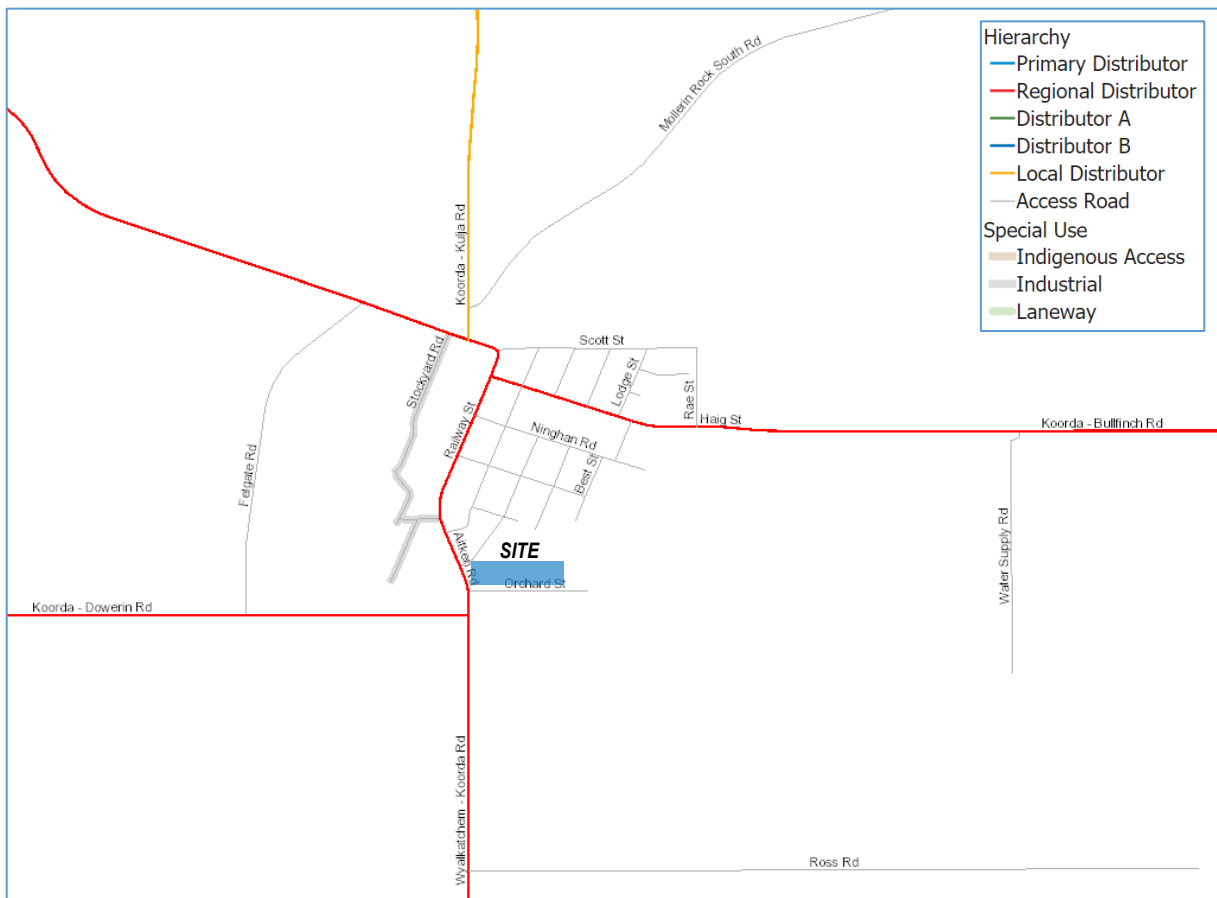 Hierarchy
Primary Distributor
Regional Distributor
Distributor A
Distributor B
Local Distributor
Access Road
Special Use
Indigenous Access
Industrial
Laneway
Mollerin Rock South Rd
Koorda - Kulja Rd
Scott St
Stockyard Rd
Lodge St
Rae St
Haig St
Koorda - Bullfinch Rd
Railway St
Ninghan Rd
Best St
Fetgate Rd
Water Supply Rd
Aitken Rd
SITE
Orchard St
Koorda - Dowerin Rd
Wyalkatchem - Koorda Rd
Ross Rd